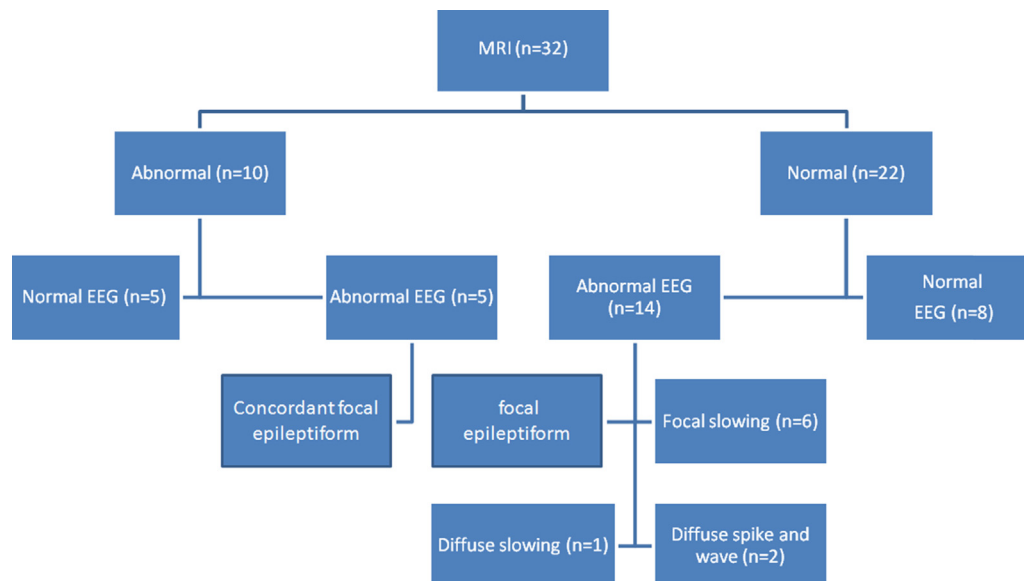 MRI (n=32)
Abnormal (n=10)
Normal (n=22)
Normal EEG (n=5)
Abnormal EEG (n=5)
Abnormal EEG
(n=14)
Normal
EEG (n=8)
Concordant focal
epileptiform
focal
epileptiform
Focal slowing (n=6)
Diffuse slowing (n=1)
Diffuse spike and
wave (n=2)